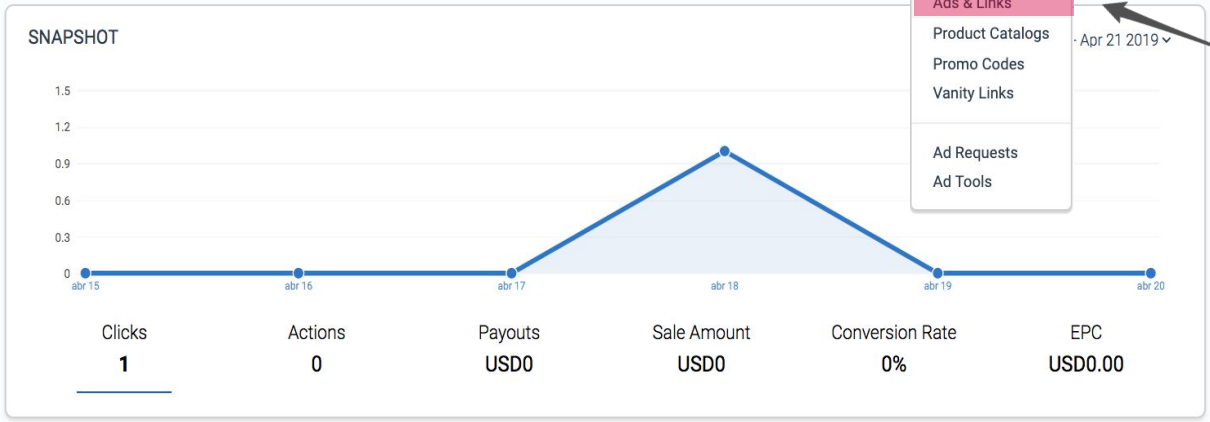 Ads & Links
SNAPSHOT
Product Catalogs
- Apr 21 2019
Promo Codes
Vanity Links
Ad Requests
Ad Tools
1.5
1.2
0.9
0.6
0.3
0
abr 15
abr 16
abr 17
abr 18
abr 19
abr 20
Clicks
Actions
Payouts
Sale Amount
Conversion Rate
EPC
1
0
USD0
USD0
0%
USD0.00